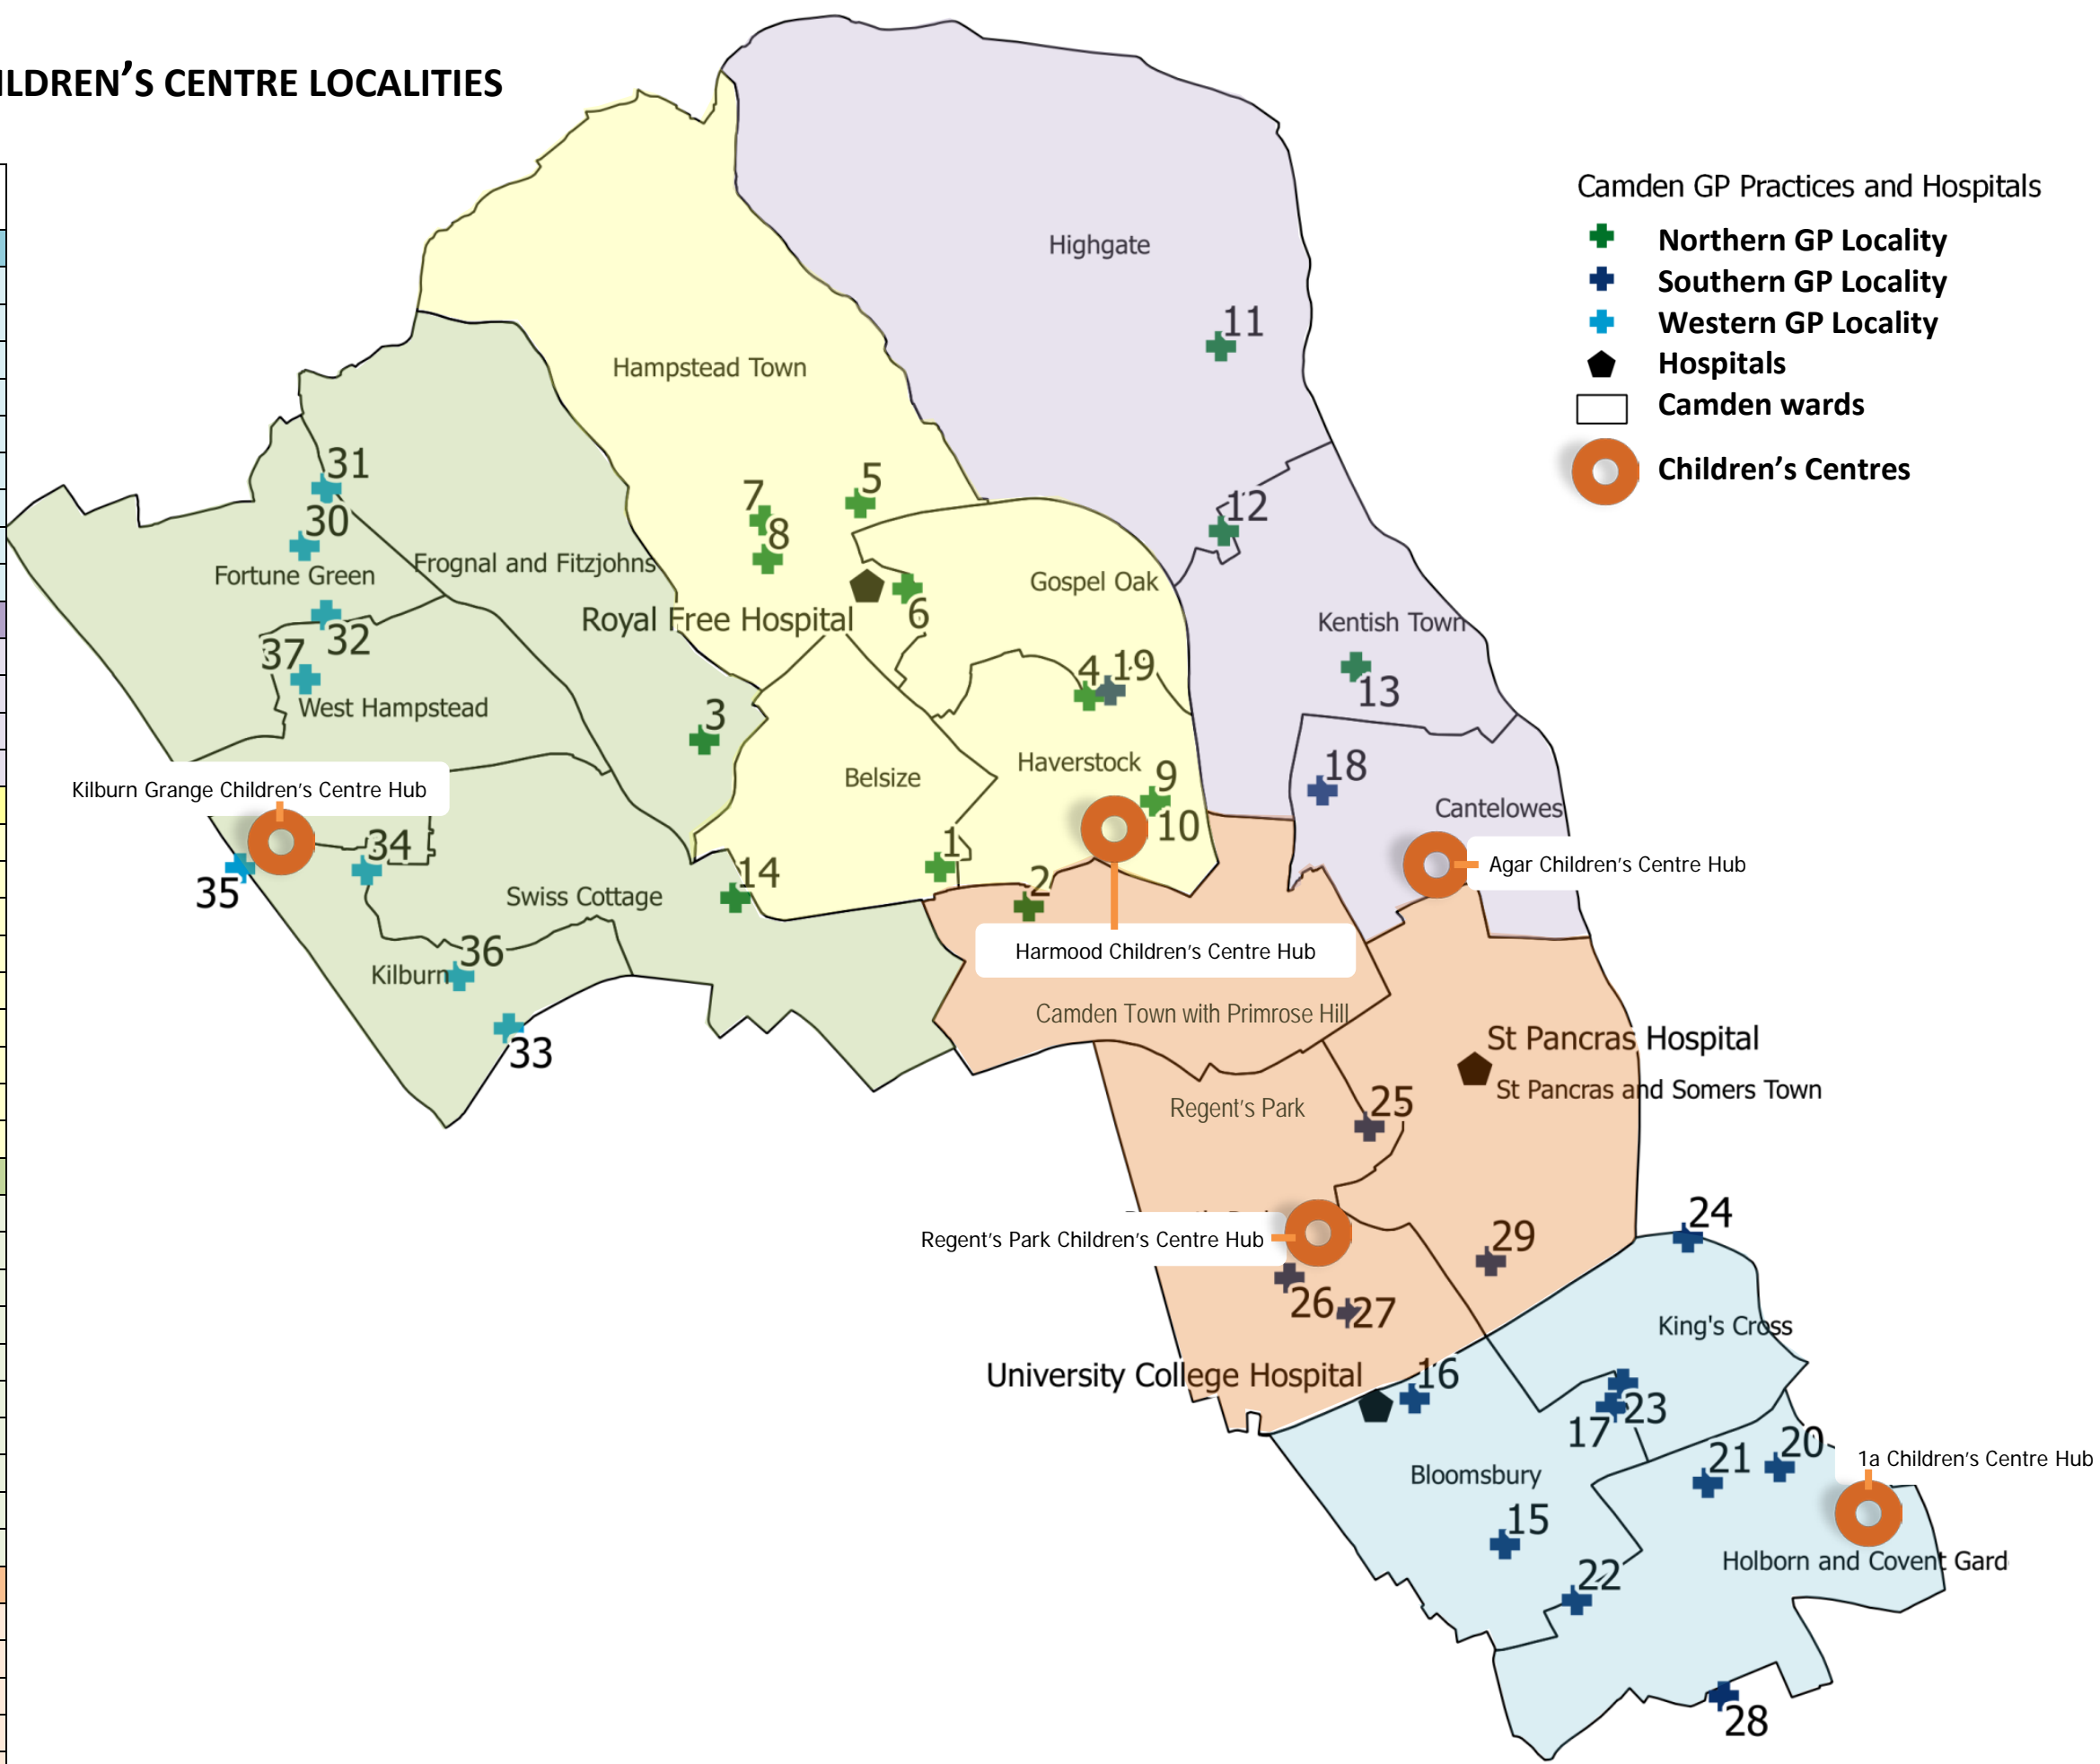 ILDREN’S CENTRE LOCALITIES
Camden GP Practices and Hospitals
Northern GP Locality
Southern GP Locality
Western GP Locality
Hospitals
Camden wards
Children’s Centres
Highgate
11
Hampstead Town
31
7
5
8
12
30
Fortune Green
Frognal and Fitzjohns
Gospel Oak
Royal Free Hospital
6
Kentish Town
32
37
4
19
13
West Hampstead
3
Haverstock
9
18
Belsize
Kilburn Grange Children’s Centre Hub
Cantelowes
10
34
1
Agar Children’s Centre Hub
35
14
2
Swiss Cottage
36
Harmood Children’s Centre Hub
Kilburn
Camden Town with Primrose Hill
33
St Pancras Hospital
St Pancras and Somers Town
Regent’s Park
25
24
Regent’s Park Children’s Centre Hub
29
26
27
King's Cross
University College Hospital
16
23
17
20
21
1a Children’s Centre Hub
Bloomsbury
15
Holborn and Covent Gard
22
28